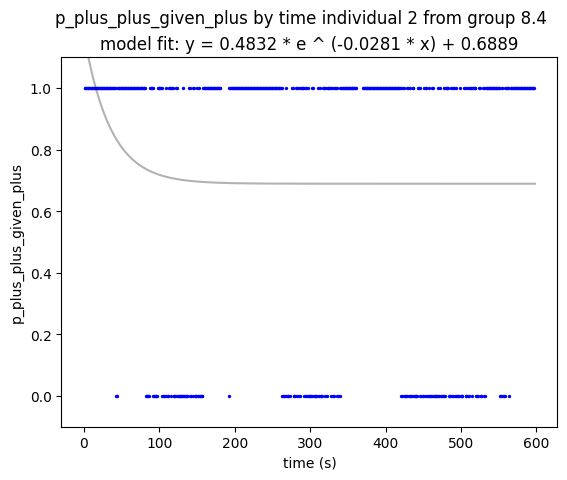 p_plus_plus_given_plus by time individual 2 from group 8.4
model fit: y = 0.4832 * e ^ (-0.0281 * x) + 0.6889
1.0
0.8
0.6
0.4
0.2
0.0
p_plus_plus_given_plus
0 100 200 300 400 500 600
time (s)